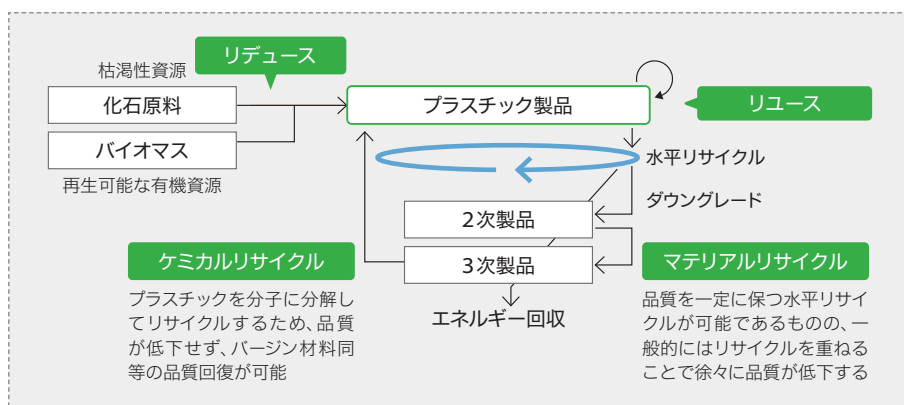 リデュース
枯渇性資源
化石原料
プラスチック製品
リユース
バイオマス
再生可能な有機資源
水平リサイクル
ダウングレード
2次製品
3次製品
エネルギー回収
ケミカルリサイクル
プラスチックを分子に分解し
てリサイクルするため、品質
が低下せず、バージン材料同
等の品質回復が可能
マテリアルリサイクル
品質を一定に保つ水平リサイ
クルが可能であるものの、一
般的にはリサイクルを重ねる
ことで徐々に品質が低下する